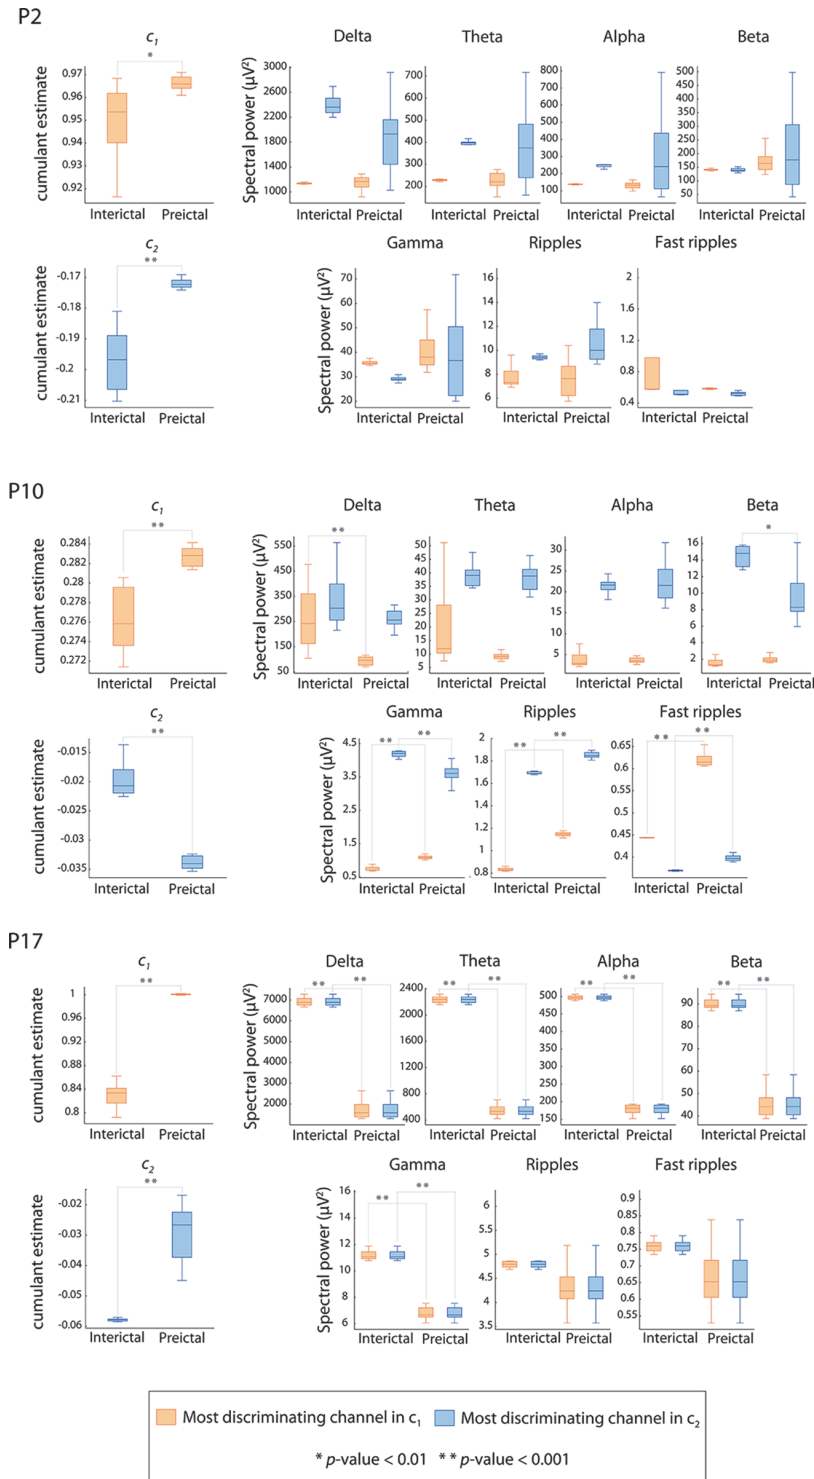 P2
c1
*
cumulant estimate
0.97
0.96
0.95
0.94
0.93
0.92
Interictal Preictal
Delta
Spectral power (μV²)
3000
2600
2200
1800
1400
1000
Interictal Preictal
Theta
700
600
500
400
300
200
Interictal Preictal
Alpha
800
700
600
500
400
300
200
100
Interictal Preictal
Beta
500
450
400
350
300
250
200
150
100
50
Interictal Preictal
c2
**
cumulant estimate
-0.17
-0.18
-0.19
-0.2
-0.21
Interictal Preictal
Gamma
Spectral power (μV²)
70
60
50
40
30
20
Interictal Preictal
Ripples
16
14
12
10
8
6
Interictal Preictal
Fast ripples
2
1.6
1.2
0.8
0.4
Interictal Preictal
P10
c1
**
cumulant estimate
0.284
0.282
0.28
0.276
0.274
0.272
Interictal Preictal
Delta
**
Spectral power (μV²)
550
450
350
250
150
50
Interictal Preictal
Theta
50
45
40
35
30
25
20
15
10
5
Interictal Preictal
Alpha
30
25
20
15
10
5
Interictal Preictal
Beta
*
16
14
12
10
8
6
4
2
Interictal Preictal
c2
**
cumulant estimate
-0.015
-0.02
-0.03
-0.035
Interictal Preictal
Gamma
** **
Spectral power (μV²)
4.5
3.5
2.5
1.5
0.5
Interictal Preictal
Ripples
** **
2
1.8
1.6
1.4
1.2
1
0.8
Interictal Preictal
Fast ripples
** **
0.65
0.6
0.5
0.45
0.4
Interictal Preictal
P17
c1
**
cumulant estimate
1
0.96
0.92
0.88
0.84
0.8
Interictal Preictal
Delta
** **
Spectral power (μV²)
7000
6000
5000
4000
3000
2000
Interictal Preictal
Theta
** **
2400
2000
1600
1200
800
400
Interictal Preictal
Alpha
** **
500
450
400
350
300
250
200
150
Interictal Preictal
Beta
** **
90
80
70
60
50
40
Interictal Preictal
c2
**
cumulant estimate
-0.02
-0.03
-0.04
-0.05
-0.06
Interictal Preictal
Gamma
** **
Spectral power (μV²)
16
14
12
10
8
6
Interictal Preictal
Ripples
5
5
4.5
4
3.5
Interictal Preictal
Fast ripples
0.9
0.85
0.8
0.75
0.7
0.65
0.6
0.55
Interictal Preictal
Most discriminating channel in c1 Most discriminating channel in c2
* p-value < 0.01 ** p-value < 0.001